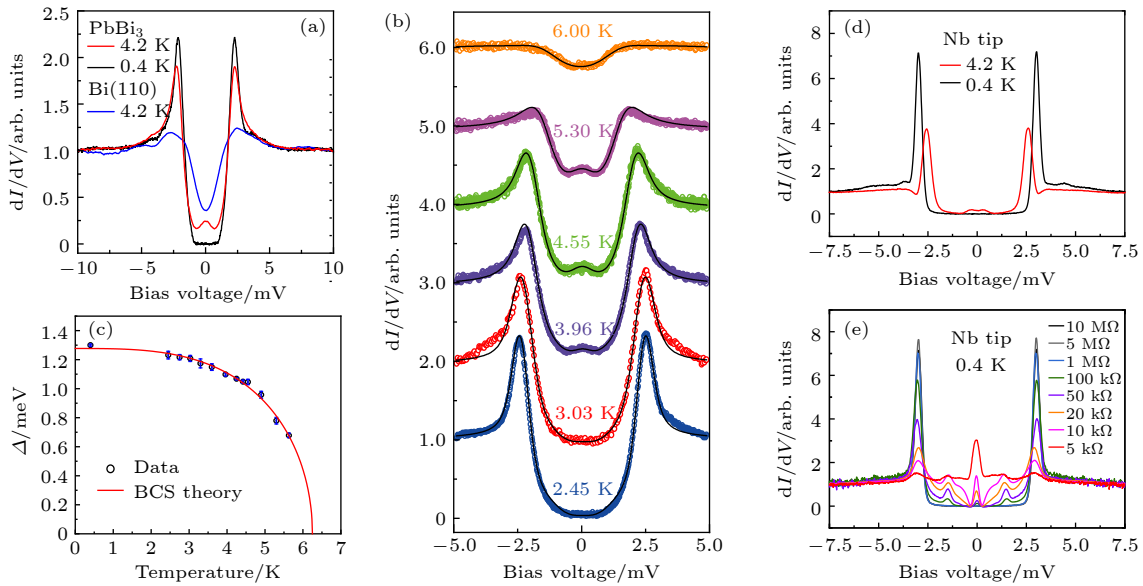 (a)
PbBi₃
4.2 K
0.4 K
Bi(110)
4.2 K
2.5
2.0
1.5
1.0
0.5
0
dI/dV/arb. units
−10
−5
0
5
10
Bias voltage/mV
(b)
6.00 K
5.30 K
4.55 K
3.96 K
3.03 K
2.45 K
6.0
5.0
4.0
3.0
2.0
1.0
0
dI/dV/arb. units
−5.0
−2.5
0
2.5
5.0
Bias voltage/mV
(c)
1.4
1.2
1.0
0.8
0.6
0.4
0.2
0
Δ/meV
Data
BCS theory
0
1
2
3
4
5
6
7
Temperature/K
(d)
Nb tip
4.2 K
0.4 K
8
6
4
2
0
dI/dV/arb. units
−7.5
−2.5
0
2.5
7.5
Bias voltage/mV
(e)
Nb tip
0.4 K
10 MΩ
5 MΩ
1 MΩ
100 kΩ
50 kΩ
20 kΩ
10 kΩ
5 kΩ
8
6
4
2
0
dI/dV/arb. units
−7.5
−2.5
0
2.5
7.5
Bias voltage/mV